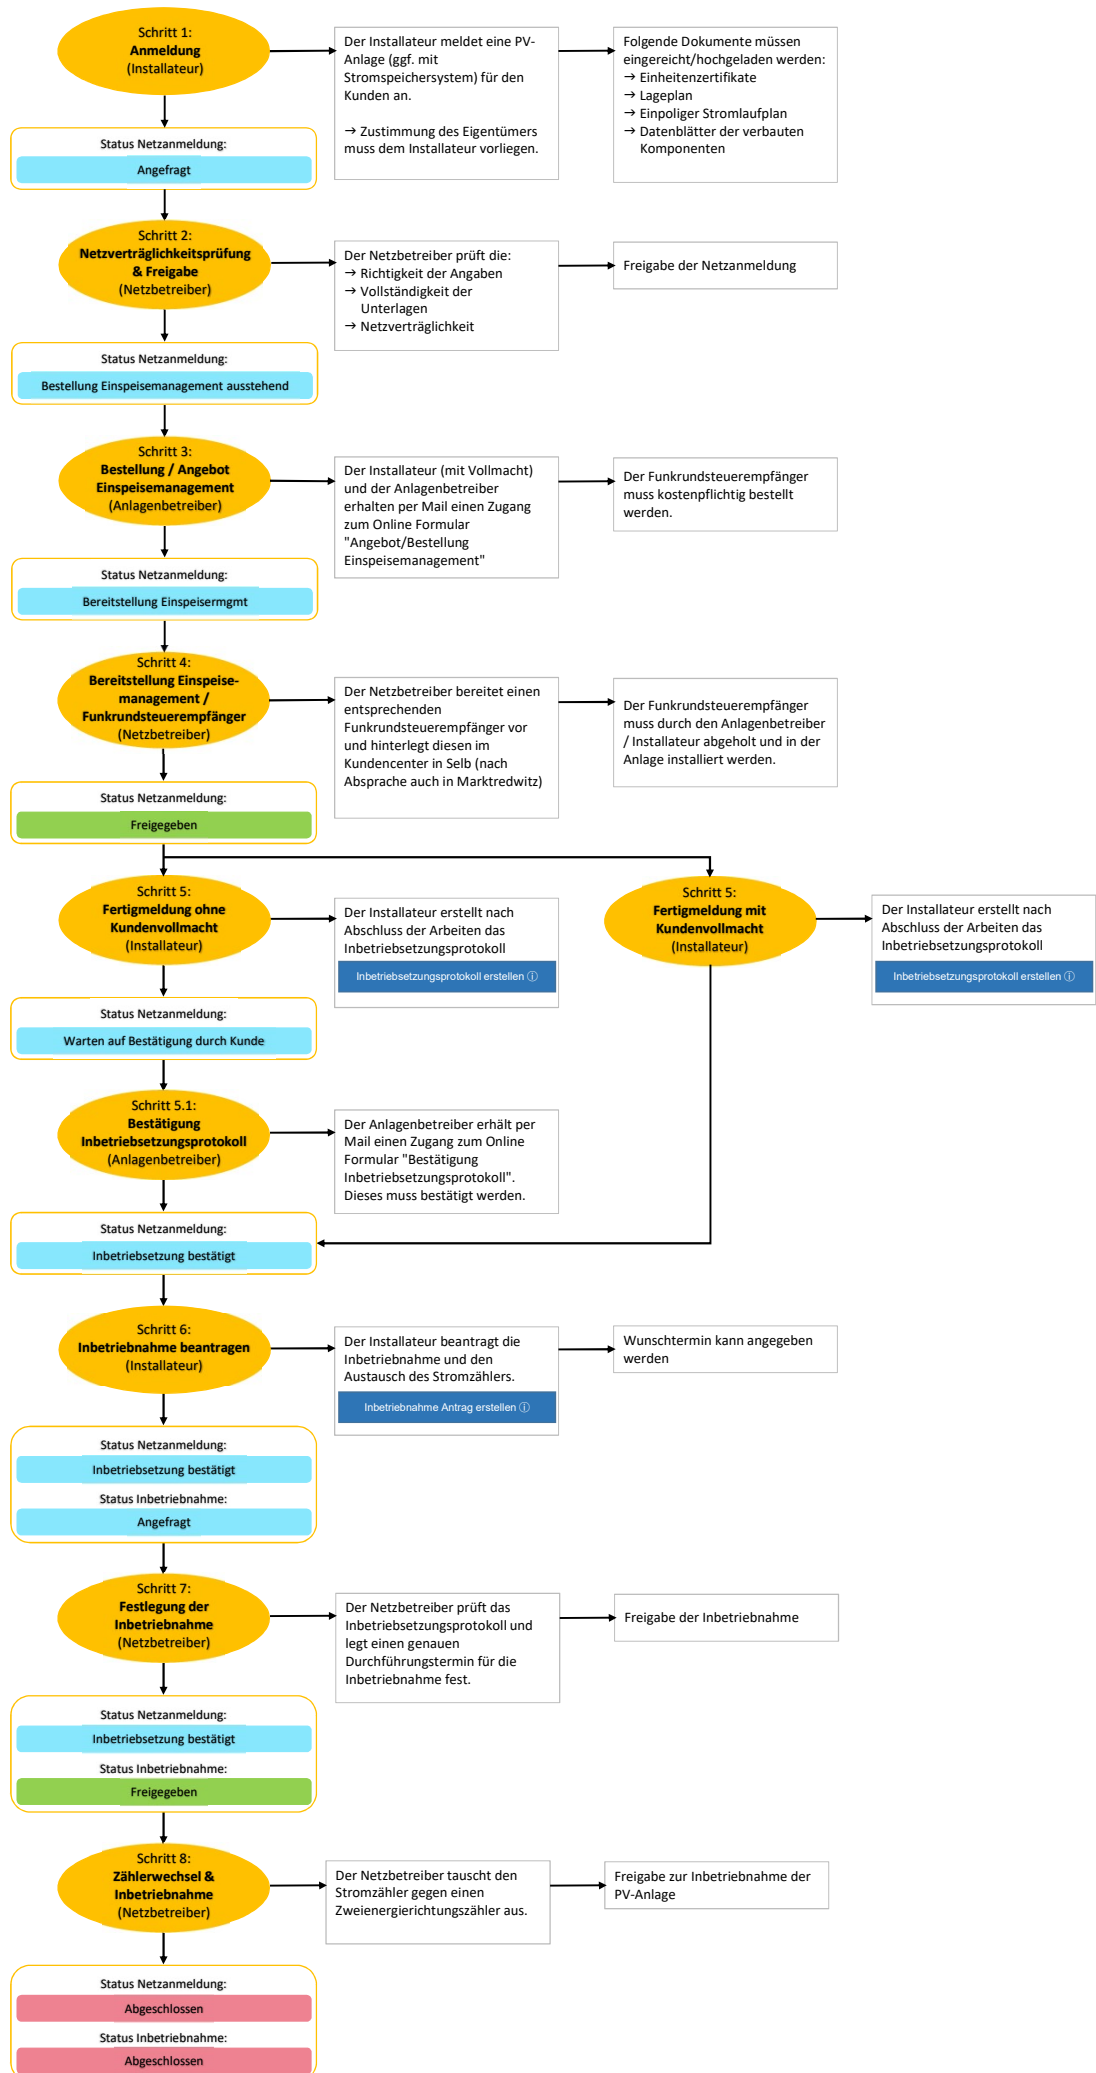 Schritt 1:
Anmeldung
(Installateur)
Der Installateur meldet eine PV-
Anlage (ggf. mit
Stromspeichersystem) für den
Kunden an.
→ Zustimmung des Eigentümers
muss dem Installateur vorliegen.
Folgende Dokumente müssen
eingereicht/hochgeladen werden:
→ Einheitenzertifikate
→ Lageplan
→ Einpoliger Stromlaufplan
→ Datenblätter der verbauten
Komponenten
Status Netzanmeldung:
Angefragt
Schritt 2:
Netzverträglichkeitsprüfung
& Freigabe
(Netzbetreiber)
Der Netzbetreiber prüft die:
→ Richtigkeit der Angaben
→ Vollständigkeit der
Unterlagen
→ Netzverträglichkeit
Freigabe der Netzanmeldung
Status Netzanmeldung:
Bestellung Einspeisemanagement ausstehend
Schritt 3:
Bestellung / Angebot
Einspeisemanagement
(Anlagenbetreiber)
Der Installateur (mit Vollmacht)
und der Anlagenbetreiber
erhalten per Mail einen Zugang
zum Online Formular
"Angebot/Bestellung
Einspeisemanagement"
Der Funkrundsteuerempfänger
muss kostenpflichtig bestellt
werden.
Status Netzanmeldung:
Bereitstellung Einspeisermgmt
Schritt 4:
Bereitstellung Einspeise-
management /
Funkrundsteuerempfänger
(Netzbetreiber)
Der Netzbetreiber bereitet einen
entsprechenden
Funkrundsteuerempfänger vor
und hinterlegt diesen im
Kundencenter in Selb (nach
Absprache auch in Marktredwitz)
Der Funkrundsteuerempfänger
muss durch den Anlagenbetreiber
/ Installateur abgeholt und in der
Anlage installiert werden.
Status Netzanmeldung:
Freigegeben
Schritt 5:
Fertigmeldung ohne
Kundenvollmacht
(Installateur)
Der Installateur erstellt nach
Abschluss der Arbeiten das
Inbetriebsetzungsprotokoll
Inbetriebsetzungsprotokoll erstellen ⓘ
Schritt 5:
Fertigmeldung mit
Kundenvollmacht
(Installateur)
Der Installateur erstellt nach
Abschluss der Arbeiten das
Inbetriebsetzungsprotokoll
Inbetriebsetzungsprotokoll erstellen ⓘ
Status Netzanmeldung:
Warten auf Bestätigung durch Kunde
Schritt 5.1:
Bestätigung
Inbetriebsetzungsprotokoll
(Anlagenbetreiber)
Der Anlagenbetreiber erhält per
Mail einen Zugang zum Online
Formular "Bestätigung
Inbetriebsetzungsprotokoll".
Dieses muss bestätigt werden.
Status Netzanmeldung:
Inbetriebsetzung bestätigt
Schritt 6:
Inbetriebnahme beantragen
(Installateur)
Der Installateur beantragt die
Inbetriebnahme und den
Austausch des Stromzählers.
Inbetriebnahme Antrag erstellen ⓘ
Wunschtermin kann angegeben
werden
Status Netzanmeldung:
Inbetriebsetzung bestätigt
Status Inbetriebnahme:
Angefragt
Schritt 7:
Festlegung der
Inbetriebnahme
(Netzbetreiber)
Der Netzbetreiber prüft das
Inbetriebsetzungsprotokoll und
legt einen genauen
Durchführungstermin für die
Inbetriebnahme fest.
Freigabe der Inbetriebnahme
Status Netzanmeldung:
Inbetriebsetzung bestätigt
Status Inbetriebnahme:
Freigegeben
Schritt 8:
Zählerwechsel &
Inbetriebnahme
(Netzbetreiber)
Der Netzbetreiber tauscht den
Stromzähler gegen einen
Zweienergierichtungszähler aus.
Freigabe zur Inbetriebnahme der
PV-Anlage
Status Netzanmeldung:
Abgeschlossen
Status Inbetriebnahme:
Abgeschlossen